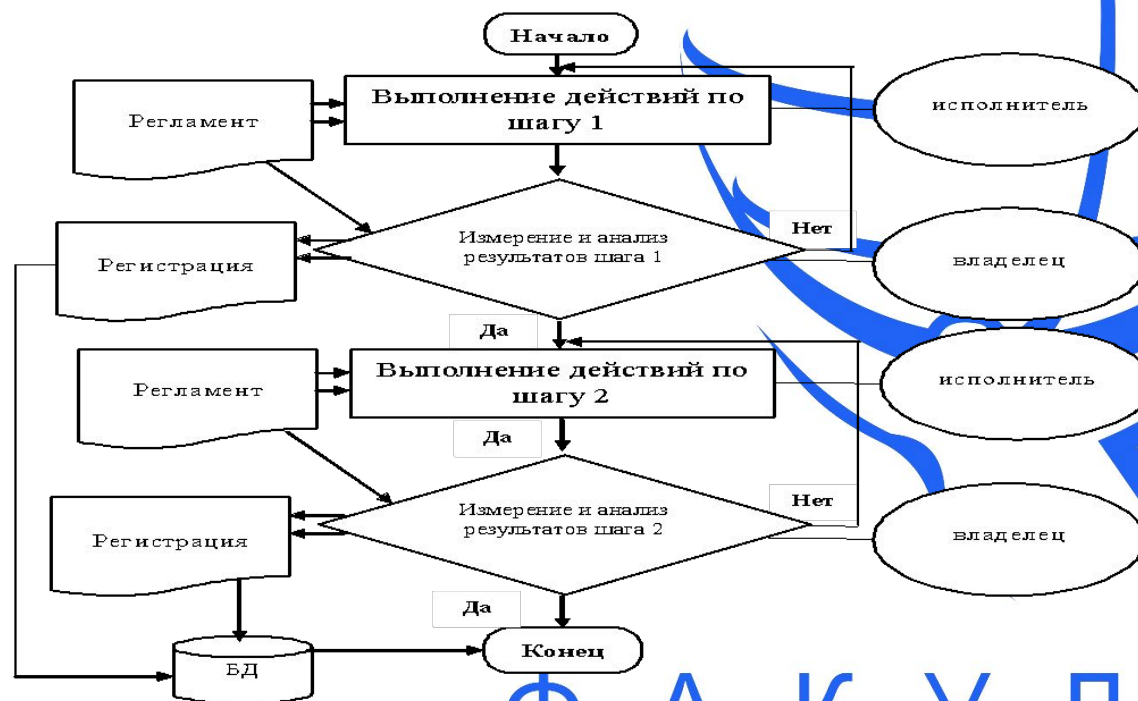 Начало
Выполнение действий по
шагу 1
Регламент
исполнитель
Нет
Измерение и анализ
результатов шага 1
Регистрация
владелец
Да
Выполнение действий по
шагу 2
Регламент
исполнитель
Да
Нет
Измерение и анализ
результатов шага 2
Регистрация
владелец
Да
Конец
БД
Ф А К У Л